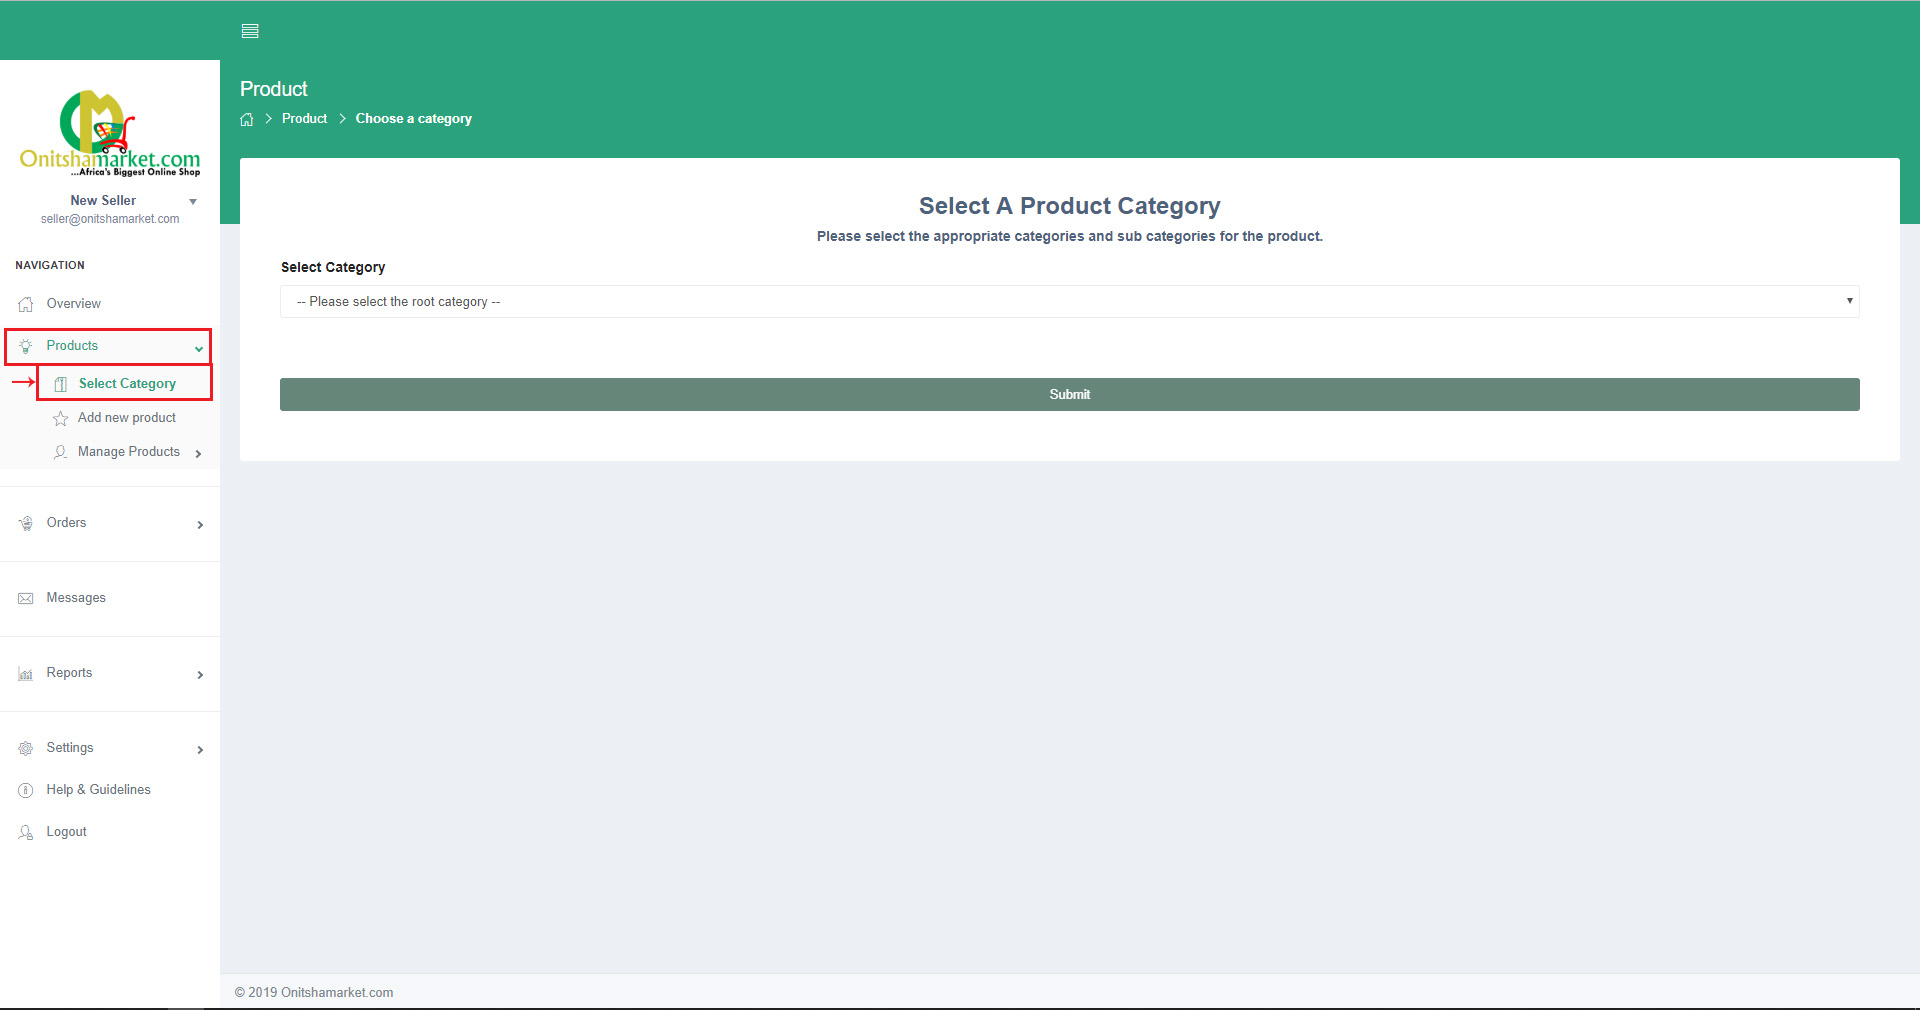 Product
Product
Choose a category
Onitshamarket.com
...Africa's Biggest Online Shop
New Seller
seller@onitshamarket.com
NAVIGATION
Overview
Products
Select Category
Add new product
Manage Products
Orders
Messages
Reports
Settings
Help & Guidelines
Logout
Select A Product Category
Please select the appropriate categories and sub categories for the product.
Select Category
-- Please select the root category --
Submit
© 2019 Onitshamarket.com